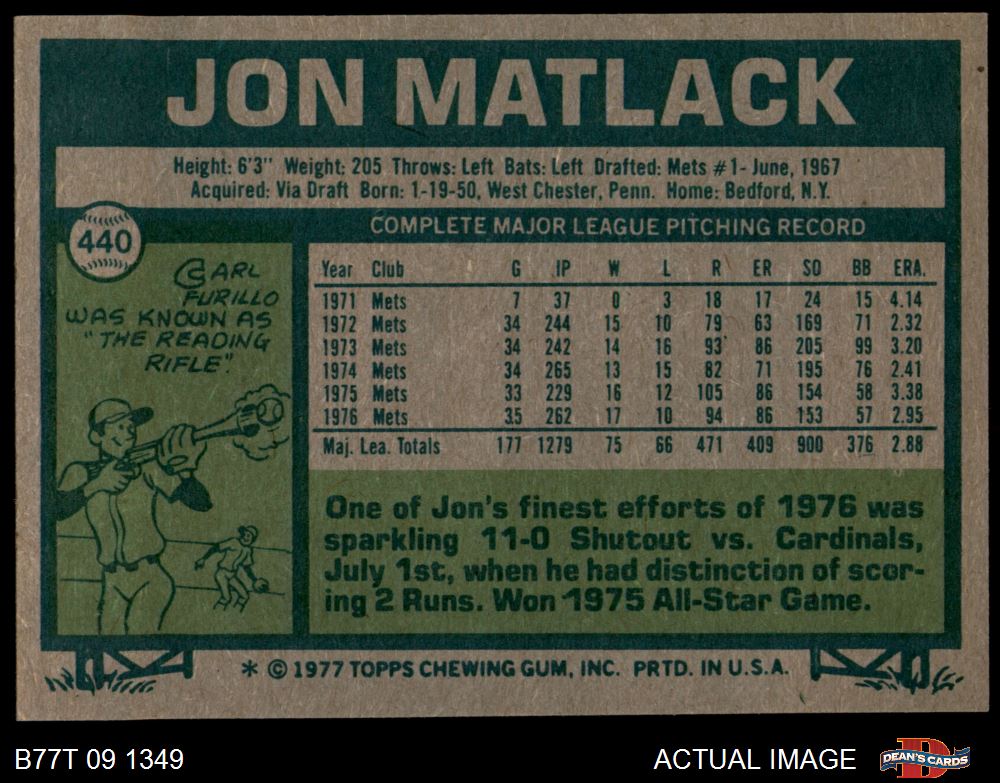 JON MATLACK
Height: 6'3" Weight: 205 Throws: Left Bats: Left Drafted: Mets #1- June, 1967
Acquired: Via Draft Born: 1-19-50, West Chester, Penn. Home: Bedford, N.Y.
440
CARL
FURILLO
WAS KNOWN AS
"THE READING
RIFLE".
COMPLETE MAJOR LEAGUE PITCHING RECORD
Year Club G IP W L R ER SO BB ERA.
1971 Mets 7 37 0 3 18 17 24 15 4.14
1972 Mets 34 244 15 10 79 63 169 71 2.32
1973 Mets 34 242 14 16 93 86 205 99 3.20
1974 Mets 34 265 13 15 82 71 195 76 2.41
1975 Mets 33 229 16 12 105 86 154 58 3.38
1976 Mets 35 262 17 10 94 86 153 57 2.95
Maj. Lea. Totals 177 1279 75 66 471 409 900 376 2.88
One of Jon's finest efforts of 1976 was
sparkling 11-0 Shutout vs. Cardinals,
July 1st, when he had distinction of scor-
ing 2 Runs. Won 1975 All-Star Game.
* © 1977 TOPPS CHEWING GUM, INC. PRTD. IN U.S.A.
B77T 09 1349
ACTUAL IMAGE
D
DEAN'S CARDS